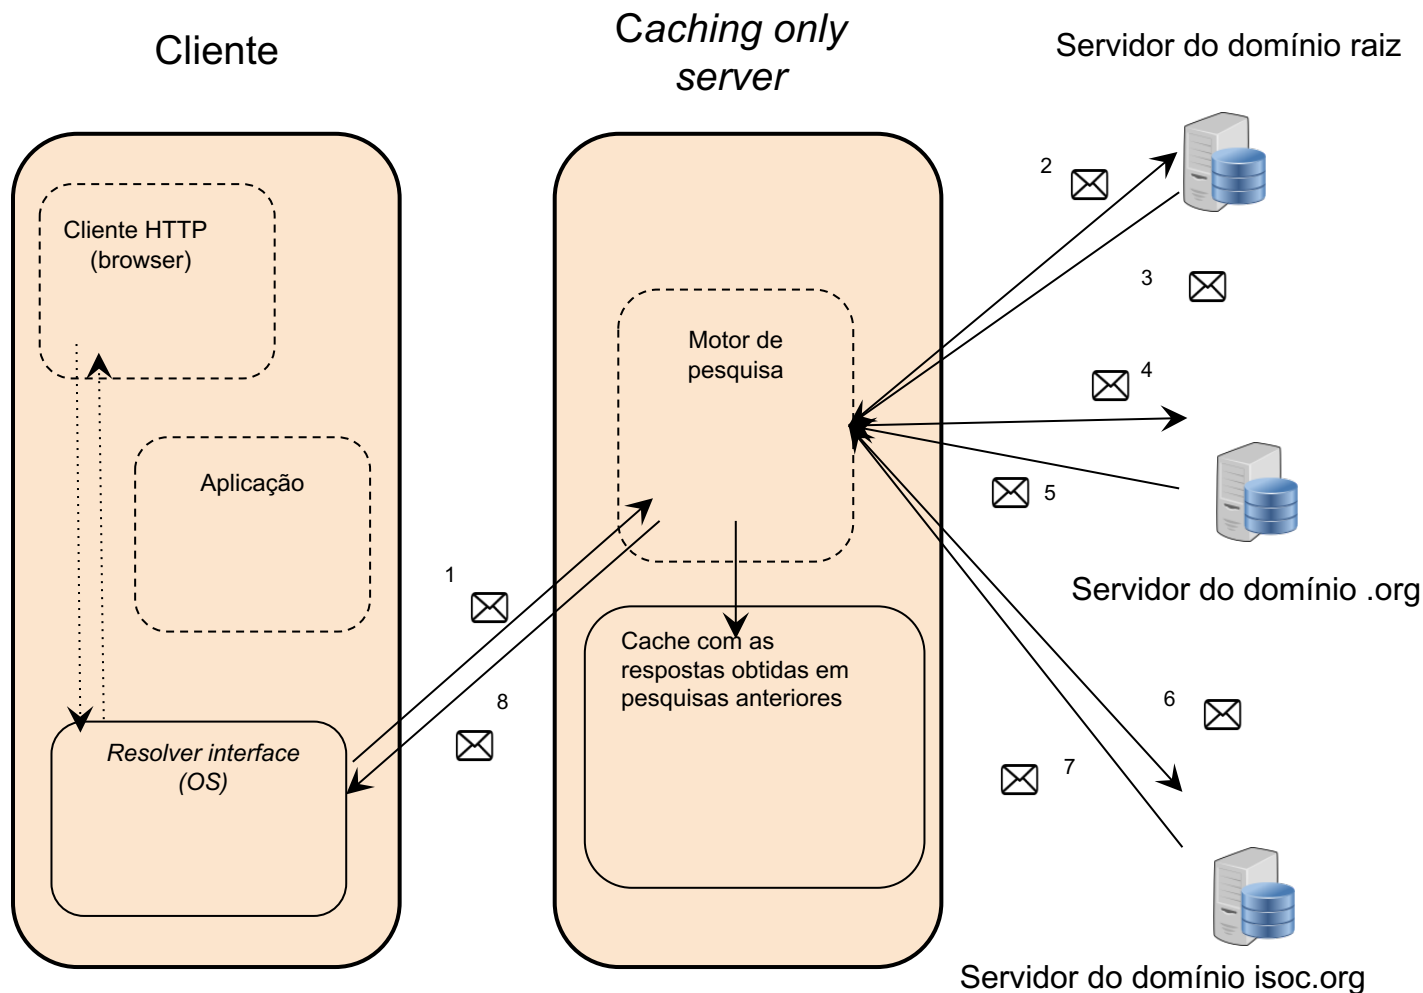 Cliente
Caching only
server
Servidor do domínio raiz
Cliente HTTP
(browser)
Aplicação
Resolver interface
(OS)
Motor de
pesquisa
Cache com as
respostas obtidas em
pesquisas anteriores
1
8
2
3
4
5
Servidor do domínio .org
6
7
Servidor do domínio isoc.org